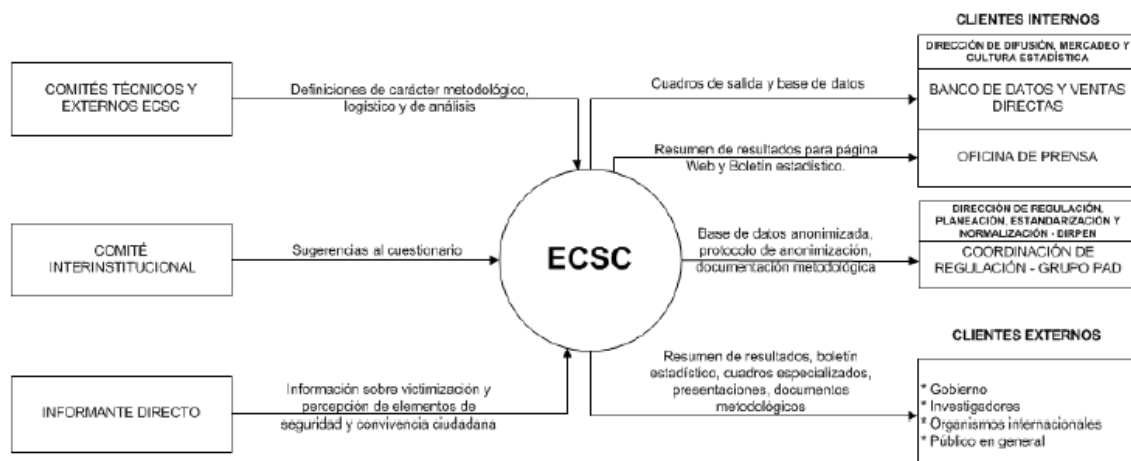 CLIENTES INTERNOS
COMITÉS TÉCNICOS Y
EXTERNOS ECSC
Definiciones de carácter metodológico,
logístico y de análisis
Cuadros de salida y base de datos
DIRECCIÓN DE DIFUSIÓN, MERCADEO Y
CULTURA ESTADÍSTICA
BANCO DE DATOS Y VENTAS
DIRECTAS
Resumen de resultados para página
Web y Boletín estadístico.
OFICINA DE PRENSA
COMITÉ
INTERINSTITUCIONAL
Sugerencias al cuestionario
ECSC
Base de datos anonimizada,
protocolo de anonimización,
documentación metodológica
DIRECCIÓN DE REGULACIÓN,
PLANEACIÓN, ESTANDARIZACIÓN Y
NORMALIZACIÓN - DIRPEN
COORDINACIÓN DE
REGULACIÓN - GRUPO PAD
INFORMANTE DIRECTO
Información sobre victimización y
percepción de elementos de
seguridad y convivencia ciudadana
Resumen de resultados, boletín
estadístico, cuadros especializados,
presentaciones, documentos
metodológicos
CLIENTES EXTERNOS
* Gobierno
* Investigadores
* Organismos internacionales
* Público en general